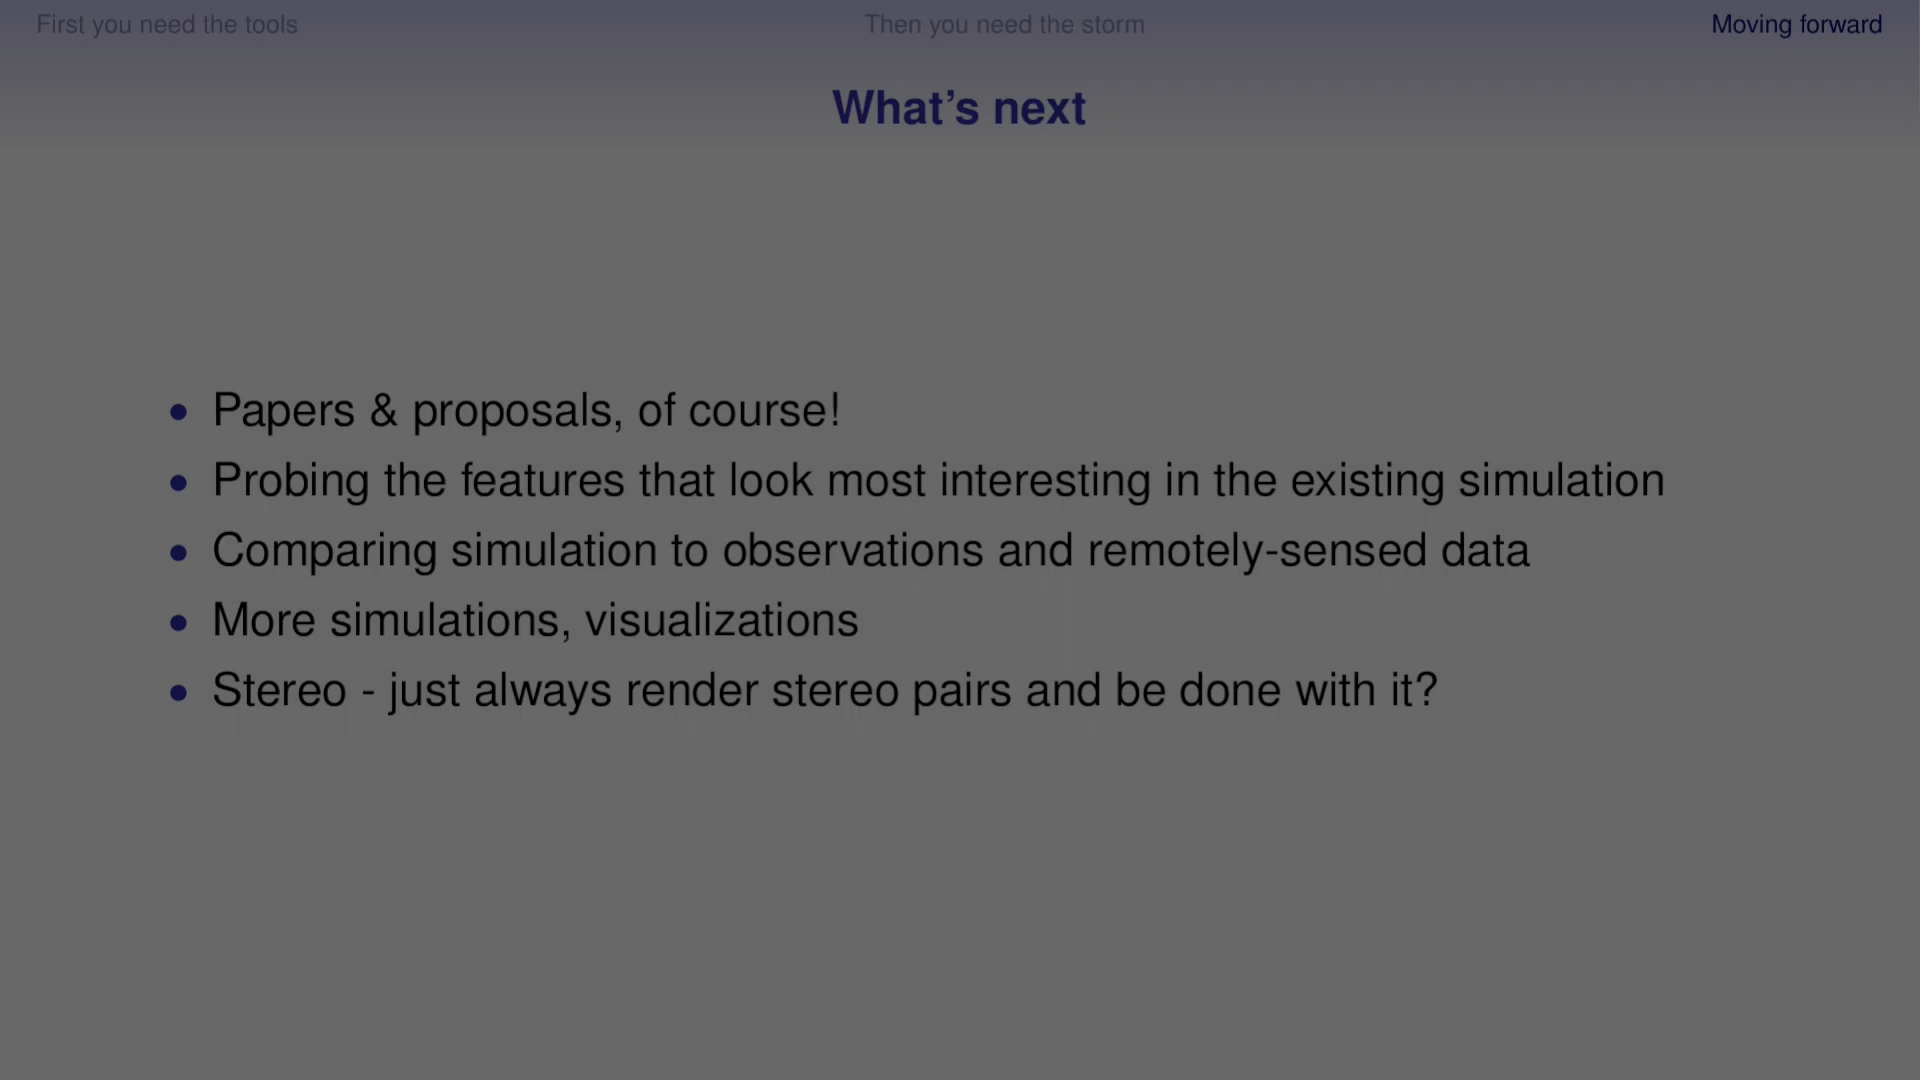 First you need the tools
Then you need the storm
Moving forward
What’s next
• Papers & proposals, of course!
• Probing the features that look most interesting in the existing simulation
• Comparing simulation to observations and remotely-sensed data
• More simulations, visualizations
• Stereo - just always render stereo pairs and be done with it?